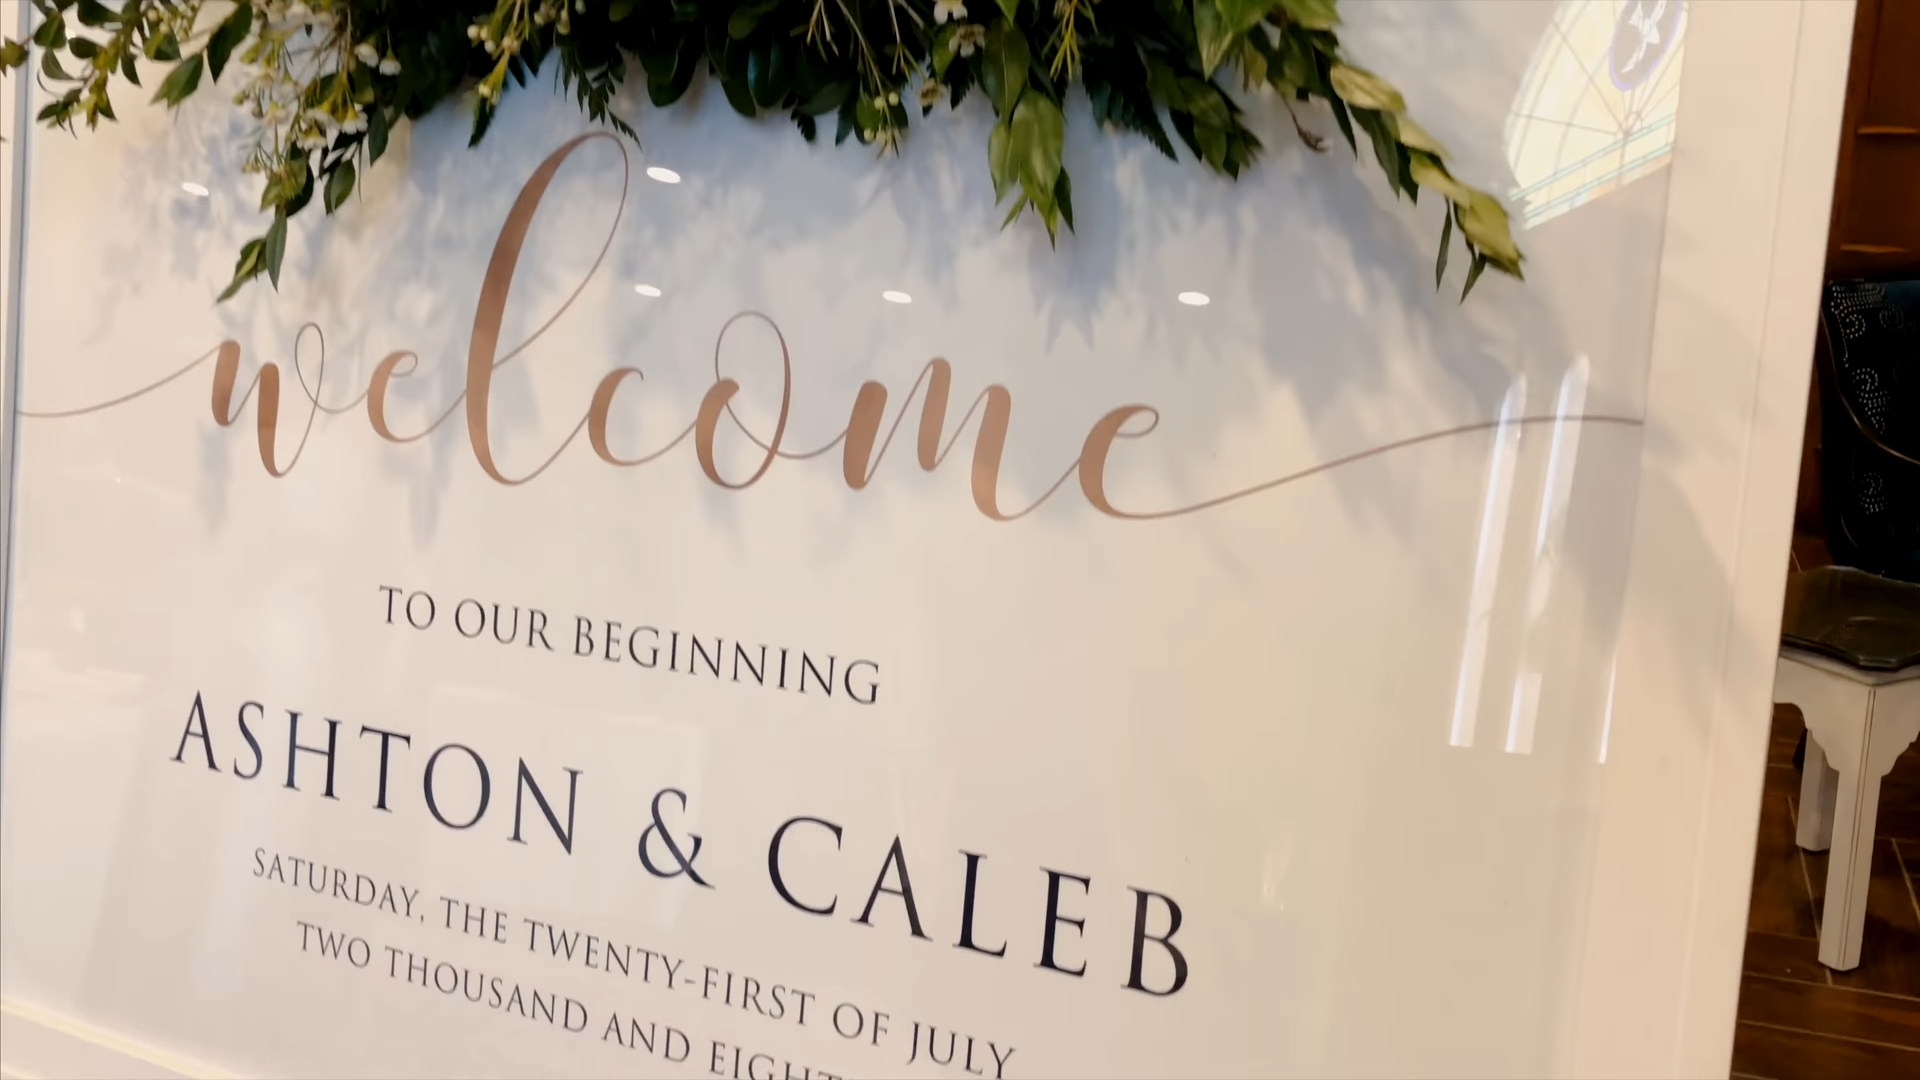 welcome
TO OUR BEGINNING
ASHTON & CALEB
SATURDAY, THE TWENTY-FIRST OF JULY
TWO THOUSAND AND